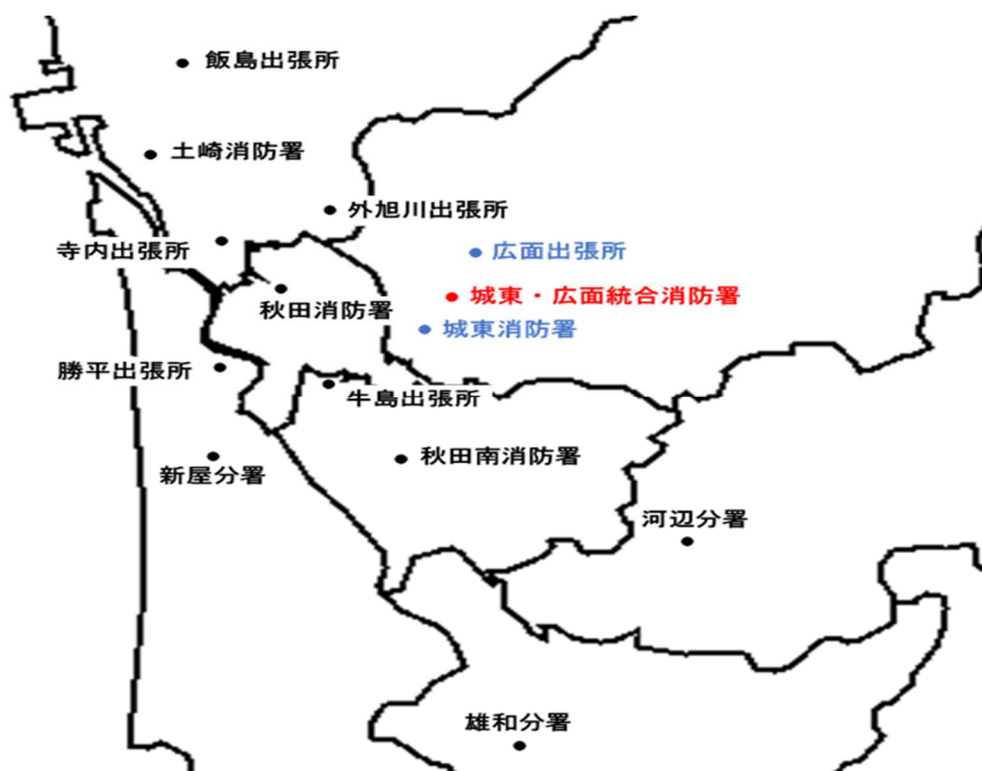 飯島出張所
土崎消防署
外旭川出張所
寺内出張所
広面出張所
城東・広面統合消防署
秋田消防署
城東消防署
勝平出張所
牛島出張所
秋田南消防署
新屋分署
河辺分署
雄和分署